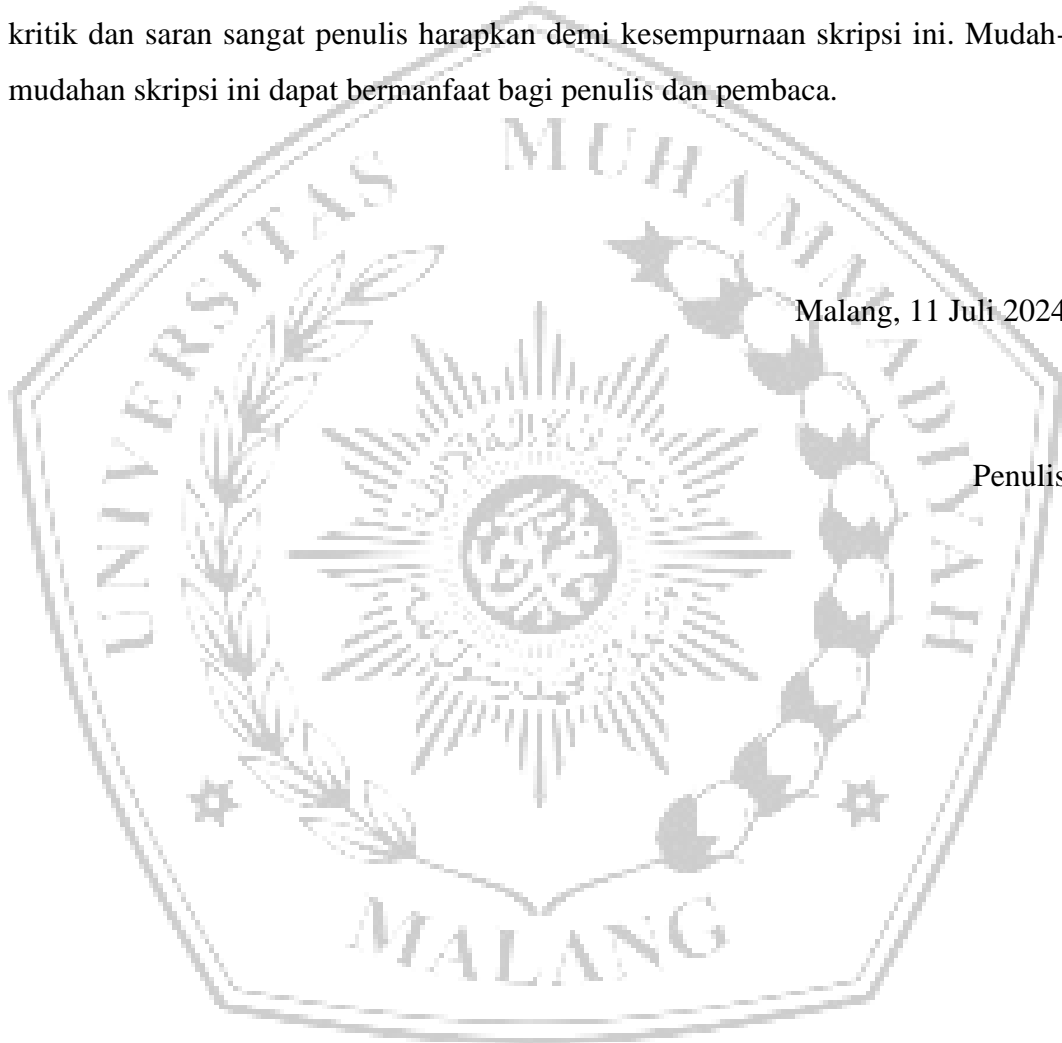 kritik dan saran sangat penulis harapkan demi kesempurnaan skripsi ini. Mudah-
mudahan skripsi ini dapat bermanfaat bagi penulis dan pembaca.
UNIVERSITAS MUHAMMADIYAH
Malang, 11 Juli 2024
Penulis
MALANG